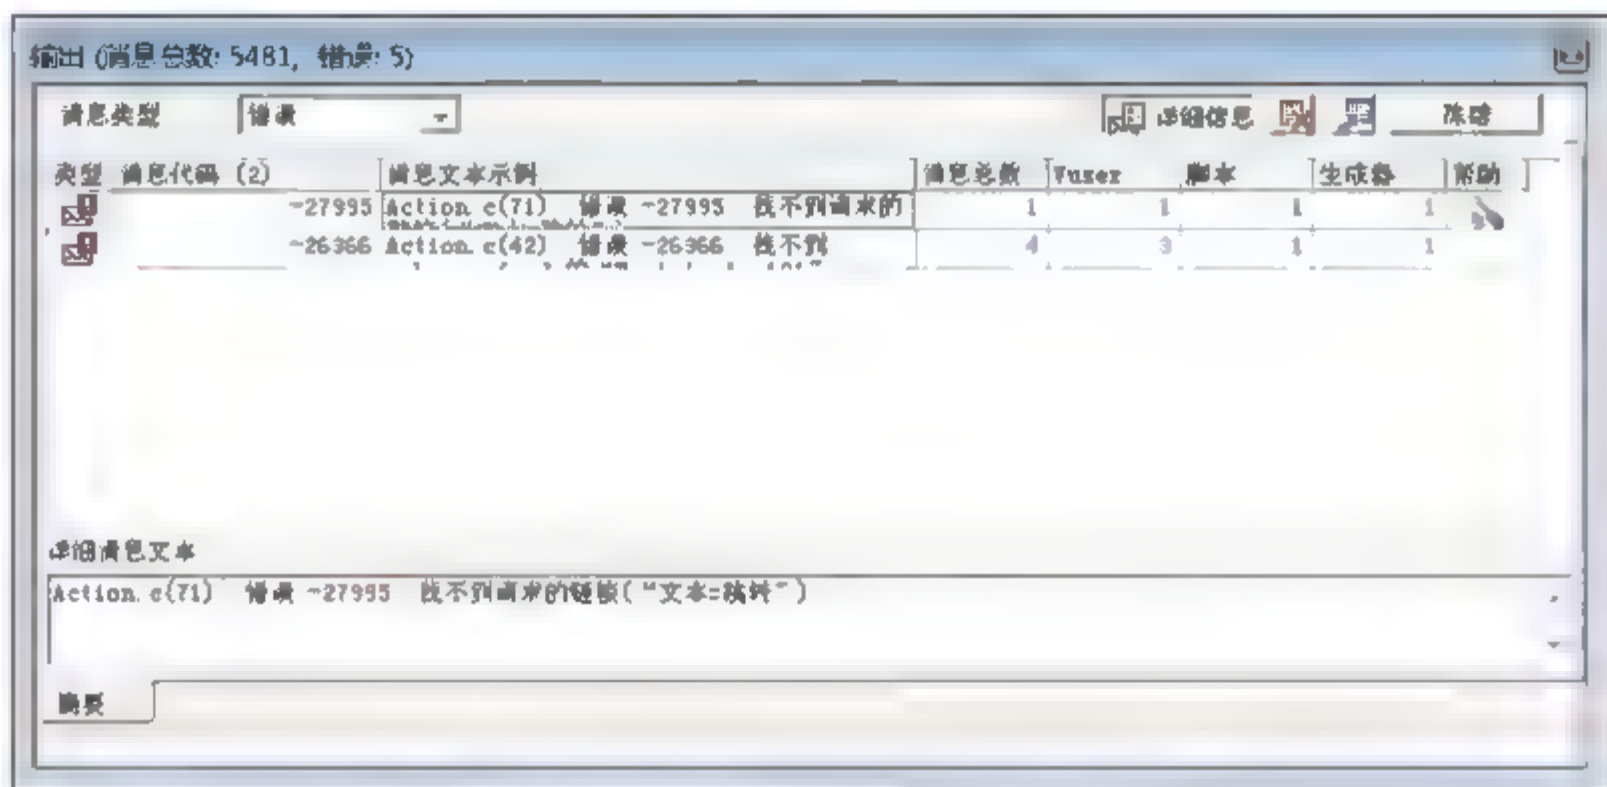 输出 (消息总数: 5481, 错误: 5)
消息类型 错误 详细信息
类型 消息代码 (2) 消息文本示例 消息总数 Vuser 脚本 生成器 帮助
-27995 Action.c(71) 错误 -27995 找不到请求的 1 1 1 1
-26366 Action.c(42) 错误 -26366 找不到 4 3 1 1
详细消息文本
Action.c(71) 错误 -27995 找不到请求的链接("文本=
摘要